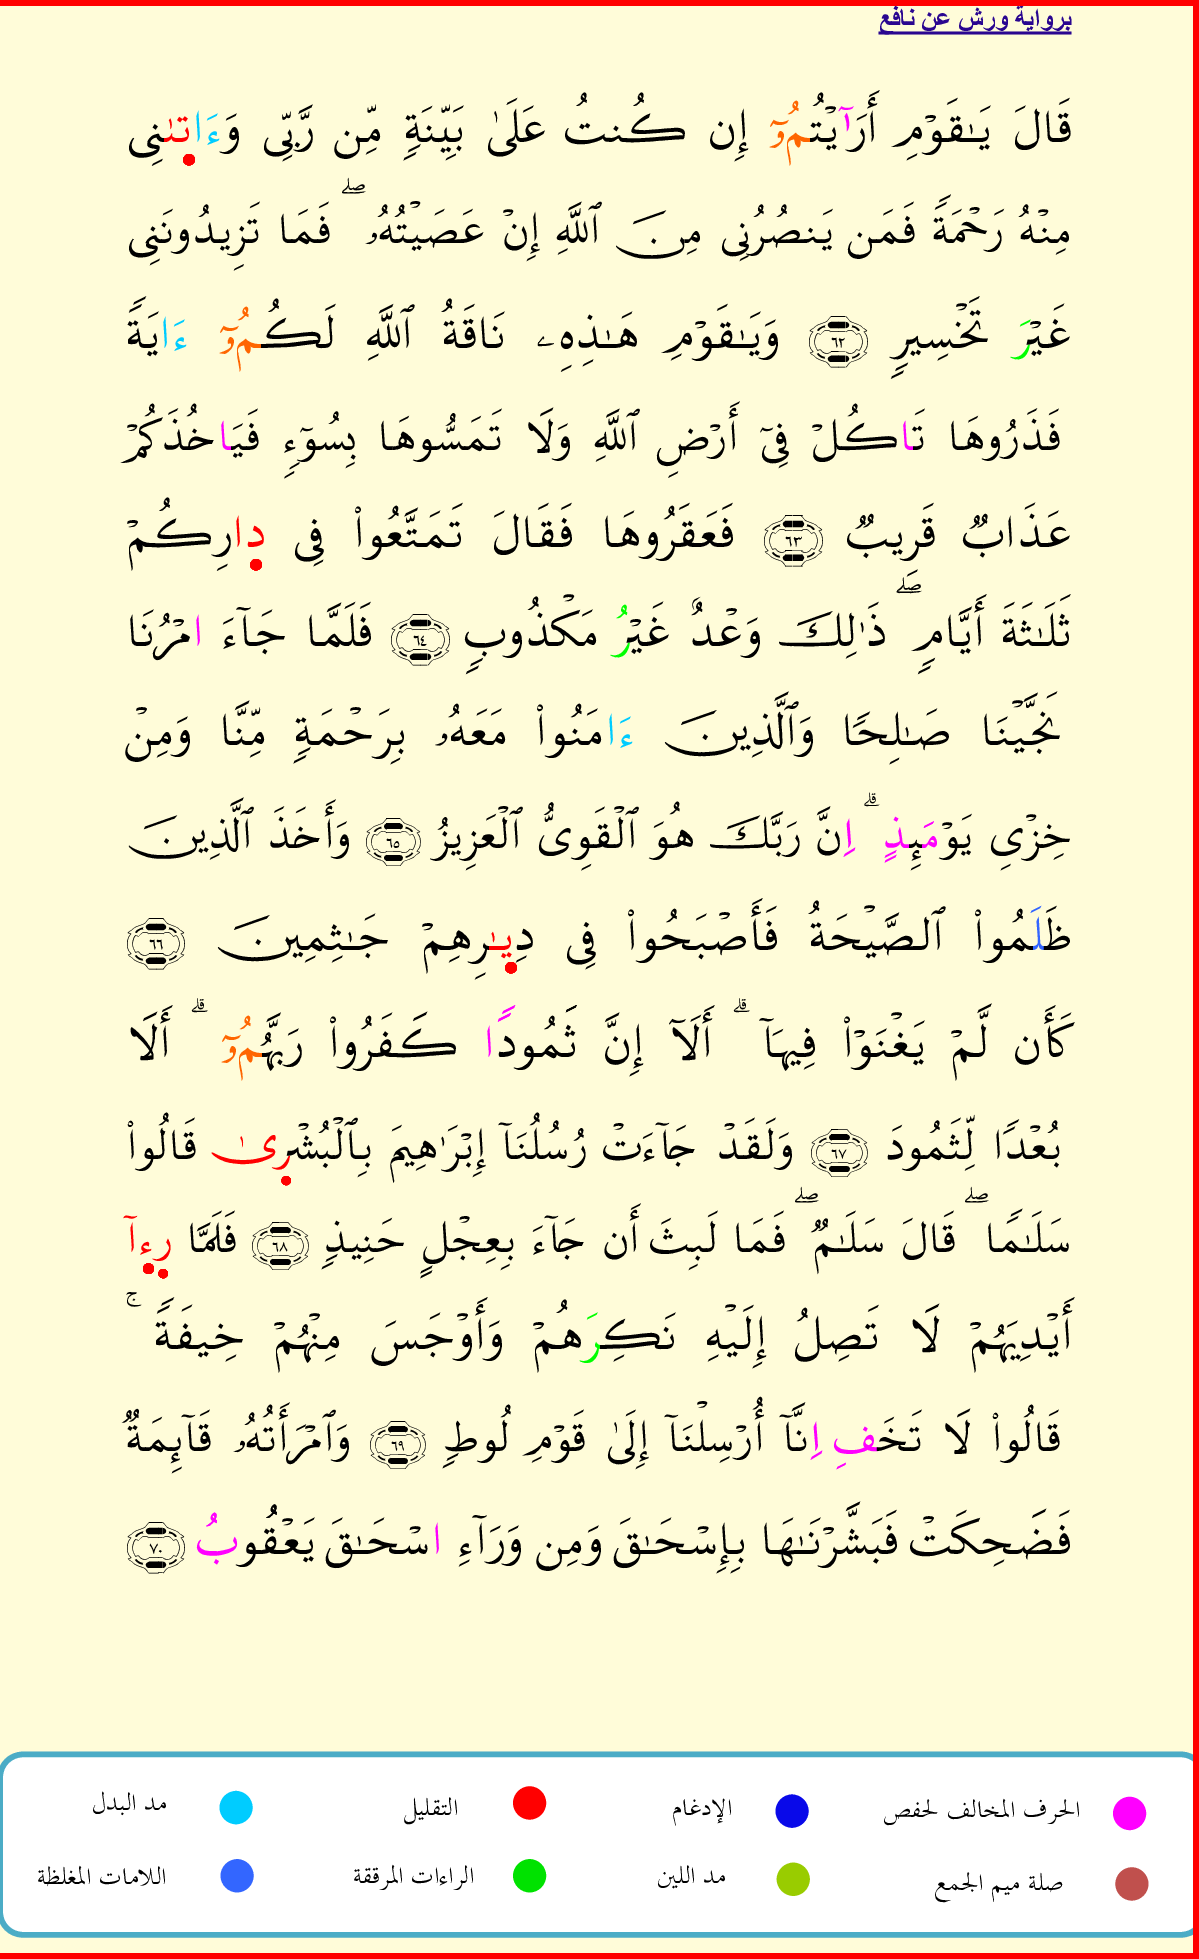 برواية ورش عن نافع
قَالَ يَٰقَوْمِ أَرَآيْتُمُۥٓ إِن كُنتُ عَلَىٰ بَيِّنَةٍ مِّن رَّبِّى وَءَاتىٰنِى
مِنْهُ رَحْمَةً فَمَن يَنصُرُنِى مِنَ ٱللَّهِ إِنْ عَصَيْتُهُۥ ۖ فَمَا تَزِيدُونَنِى
غَيْرَ تَخْسِيرٍ ٦٢ وَيَٰقَوْمِ هَٰذِهِۦ نَاقَةُ ٱللَّهِ لَكُمُۥٓ ءَايَةً
فَذَرُوهَا تَاكُلْ فِىٓ أَرْضِ ٱللَّهِ وَلَا تَمَسُّوهَا بِسُوٓءٍ فَيَاخُذَكُمْ
عَذَابٌ قَرِيبٌ ٦٣ فَعَقَرُوهَا فَقَالَ تَمَتَّعُوا۟ فِى دارِكُمْ
ثَلَٰثَةَ أَيَّامٍ ۖ ذَٰلِكَ وَعْدٌ غَيْرُ مَكْذُوبٍ ٦٤ فَلَمَّا جَآءَ امْرُنَا
نَجَّيْنَا صَٰلِحًا وَٱلَّذِينَ ءَامَنُوا۟ مَعَهُۥ بِرَحْمَةٍ مِّنَّا وَمِنْ
خِزْىِ يَوْمَئِذٍ ۗ اِنَّ رَبَّكَ هُوَ ٱلْقَوِىُّ ٱلْعَزِيزُ ٦٥ وَأَخَذَ ٱلَّذِينَ
ظَلَمُوا۟ ٱلصَّيْحَةُ فَأَصْبَحُوا۟ فِى دِيٰرِهِمْ جَٰثِمِينَ ٦٦
كَأَن لَّمْ يَغْنَوْا۟ فِيهَآ ۗ أَلَآ إِنَّ ثَمُودًا كَفَرُوا۟ رَبَّهُمُۥٓ ۗ أَلَا
بُعْدًا لِّثَمُودَ ٦٧ وَلَقَدْ جَآءَتْ رُسُلُنَآ إِبْرَٰهِيمَ بِٱلْبُشْرىٰ قَالُوا۟
سَلَٰمًا ۖ قَالَ سَلَٰمٌ ۖ فَمَا لَبِثَ أَن جَآءَ بِعِجْلٍ حَنِيذٍ ٦٨ فَلَمَّا رءآ
أَيْدِيَهُمْ لَا تَصِلُ إِلَيْهِ نَكِرَهُمْ وَأَوْجَسَ مِنْهُمْ خِيفَةً ۚ
قَالُوا۟ لَا تَخَفِ اِنَّآ أُرْسِلْنَآ إِلَىٰ قَوْمِ لُوطٍ ٦٩ وَٱمْرَأَتُهُۥ قَآئِمَةٌ
فَضَحِكَتْ فَبَشَّرْنَٰهَا بِإِسْحَٰقَ وَمِن وَرَآءِ اسْحَٰقَ يَعْقُوبُ ٧٠
الحرف المخالف لحفص الإدغام التقليل مد البدل
صلة ميم الجمع مد اللين الراءات المرققة اللامات المغلظة